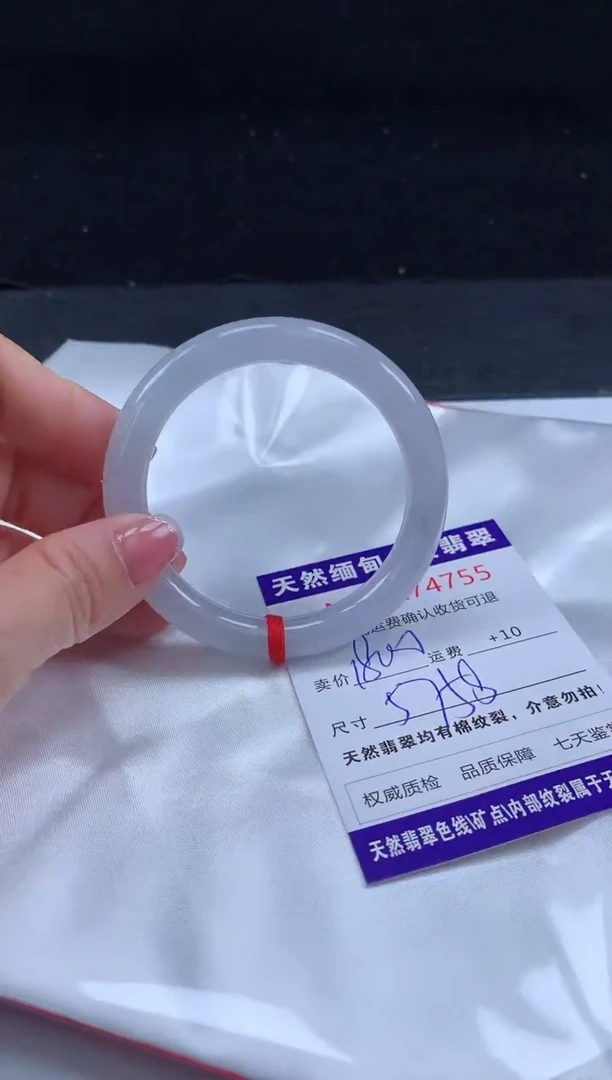 天然缅甸 翡翠
74755
运费确认收货可退
卖价 运费 +10
尺寸
天然翡翠均有棉纹裂，介意勿拍！
权威质检 品质保障 七天鉴
天然翡翠色线矿点\内部纹裂属于